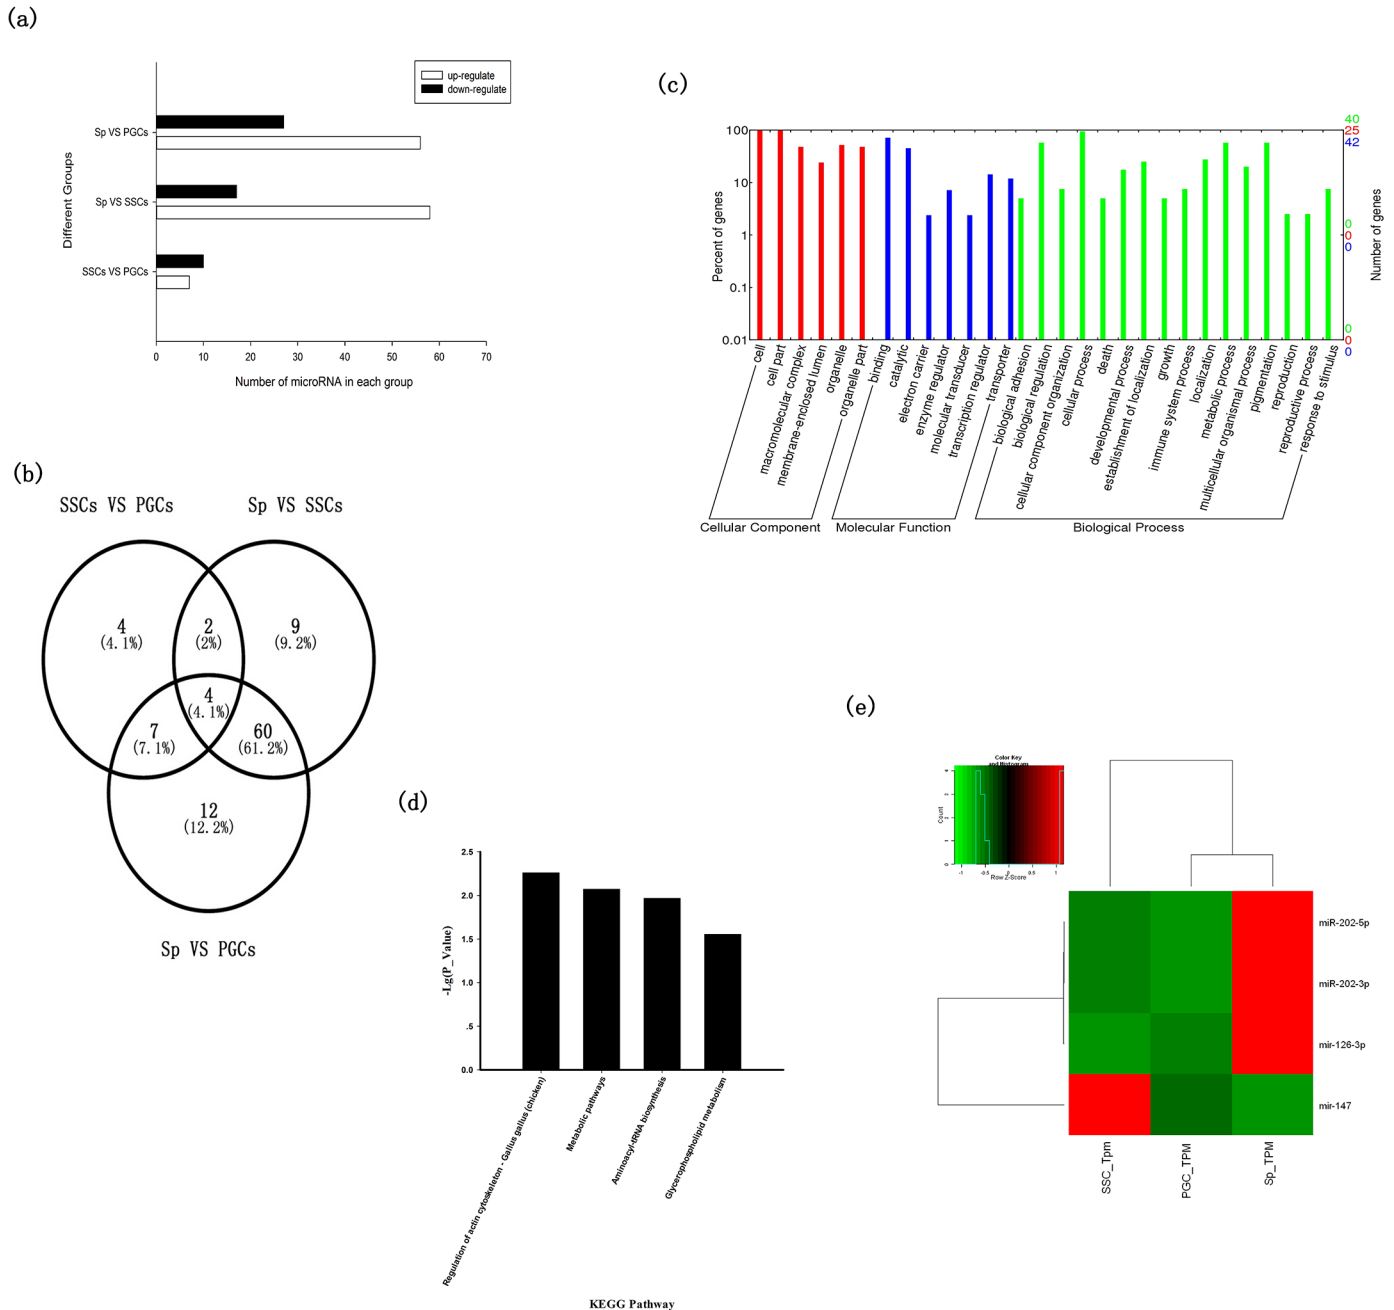 (a)
up-regulate
down-regulate
Sp VS PGCs
Sp VS SSCs
SSCs VS PGCs
Different Groups
0 10 20 30 40 50 60 70
Number of microRNA in each group
(b)
SSCs VS PGCs
Sp VS SSCs
4
(4.1%)
2
(2%)
9
(9.2%)
4
(4.1%)
7
(7.1%)
60
(61.2%)
12
(12.2%)
Sp VS PGCs
(c)
100
10
1
0.1
0.01
Percent of genes
40
25
42
0
0
0
0
0
0
Number of genes
cell
cell part
macromolecular complex
membrane-enclosed lumen
organelle
organelle part
binding
catalytic
electron carrier
enzyme regulator
molecular transducer
transcription regulator
transporter
biological adhesion
biological regulation
cellular component organization
cellular process
death
developmental process
establishment of localization
growth
immune system process
localization
metabolic process
multicellular organismal process
pigmentation
reproduction
reproductive process
response to stimulus
Cellular Component
Molecular Function
Biological Process
(d)
2.5
2.0
1.5
1.0
.5
0.0
-Lg(P_Value)
Regulation of actin cytoskeleton - Gallus gallus (chicken)
Metabolic pathways
Aminoacyl-tRNA biosynthesis
Glycerophospholipid metabolism
KEGG Pathway
(e)
Color Key
and Histogram
Count
-1 -0.5 0 0.5 1
Row Z-Score
miR-202-5p
miR-202-3p
mir-126-3p
mir-147
SSC_Tpm
PGC_TPM
Sp_TPM